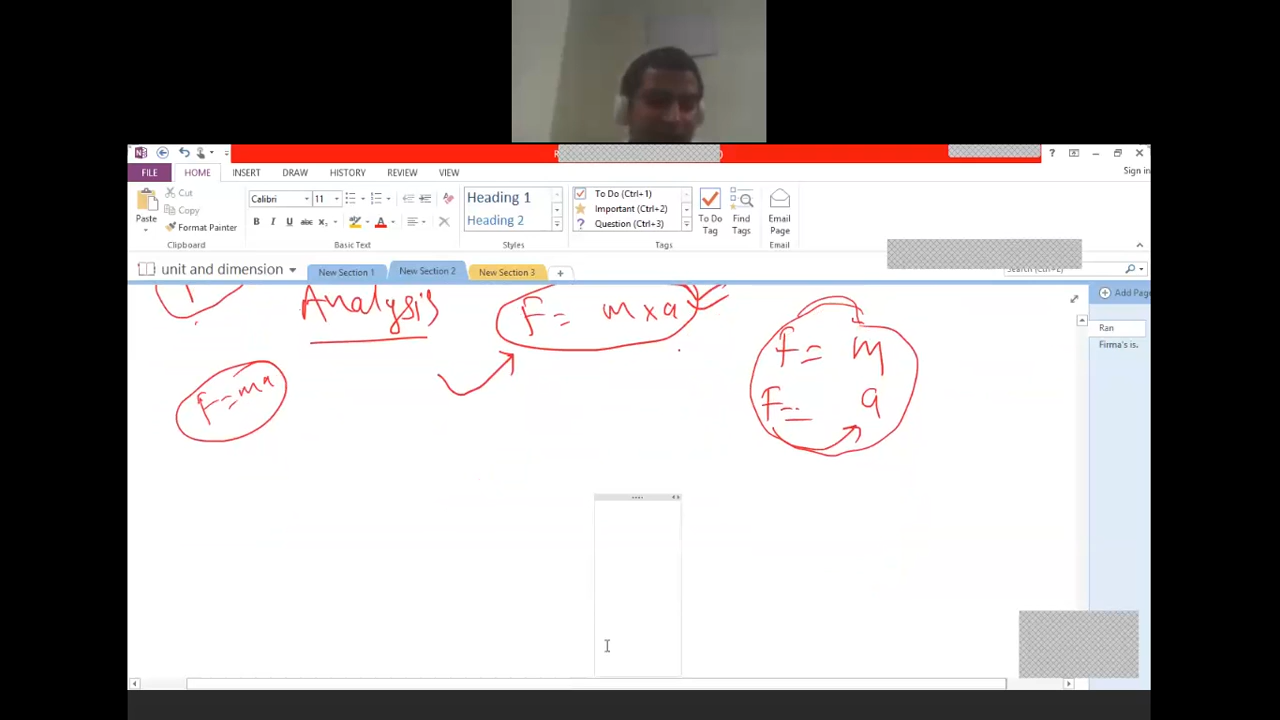 ? 
Sign in
FILE HOME INSERT DRAW HISTORY REVIEW VIEW
Paste
Cut
Copy
Format Painter
Clipboard
Calibri 11
B I U abc X₂ A
Basic Text
Heading 1
Heading 2
Styles
To Do (Ctrl+1)
Important (Ctrl+2)
Question (Ctrl+3)
Tags
To Do Tag
Find Tags
Email Page
Email
unit and dimension
New Section 1
New Section 2
New Section 3
Add Page
Ran
Firma's is.
Analysis
F = m x a
F = m
F = a
F = ma